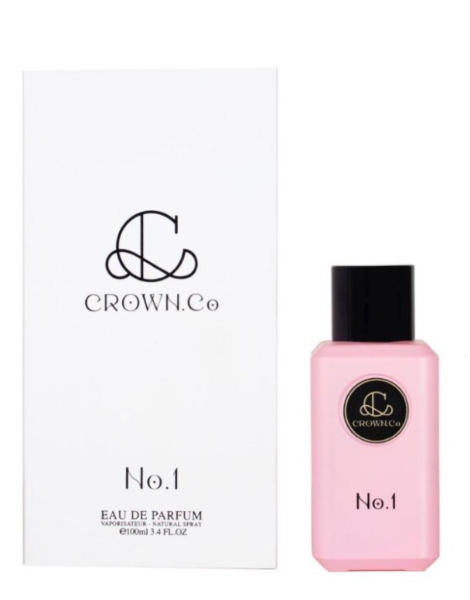 CROWN.Co
No.1
EAU DE PARFUM
VAPORISATEUR - NATURAL SPRAY
℮100ml 3.4 FL.OZ
CROWN.Co
No.1